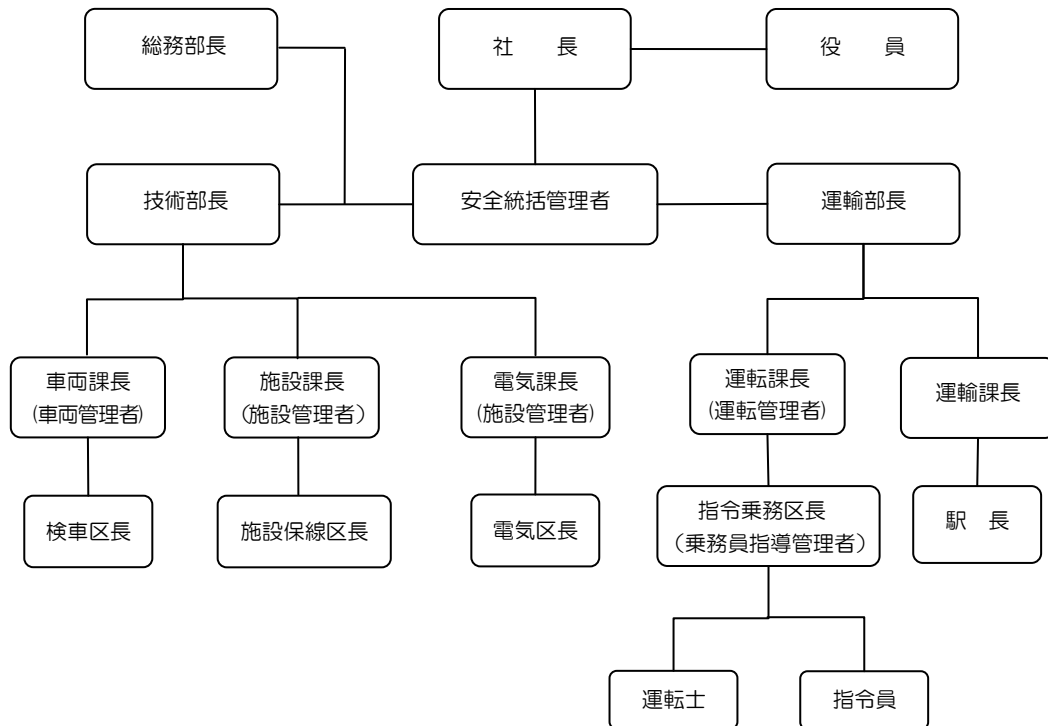 総務部長
社　長
役　員
技術部長
安全統括管理者
運輸部長
車両課長
(車両管理者)
施設課長
（施設管理者）
電気課長
(施設管理者)
運転課長
(運転管理者)
運輸課長
検車区長
施設保線区長
電気区長
指令乗務区長
（乗務員指導管理者）
駅　長
運転士
指令員